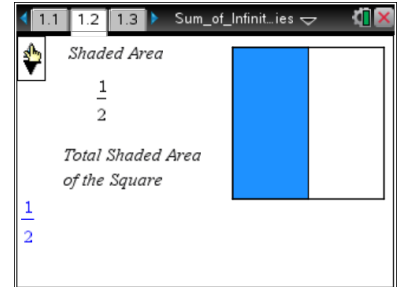 1.1 1.2 1.3 Sum_of_Infinit...ies
Shaded Area
1
2
Total Shaded Area
of the Square
1
2